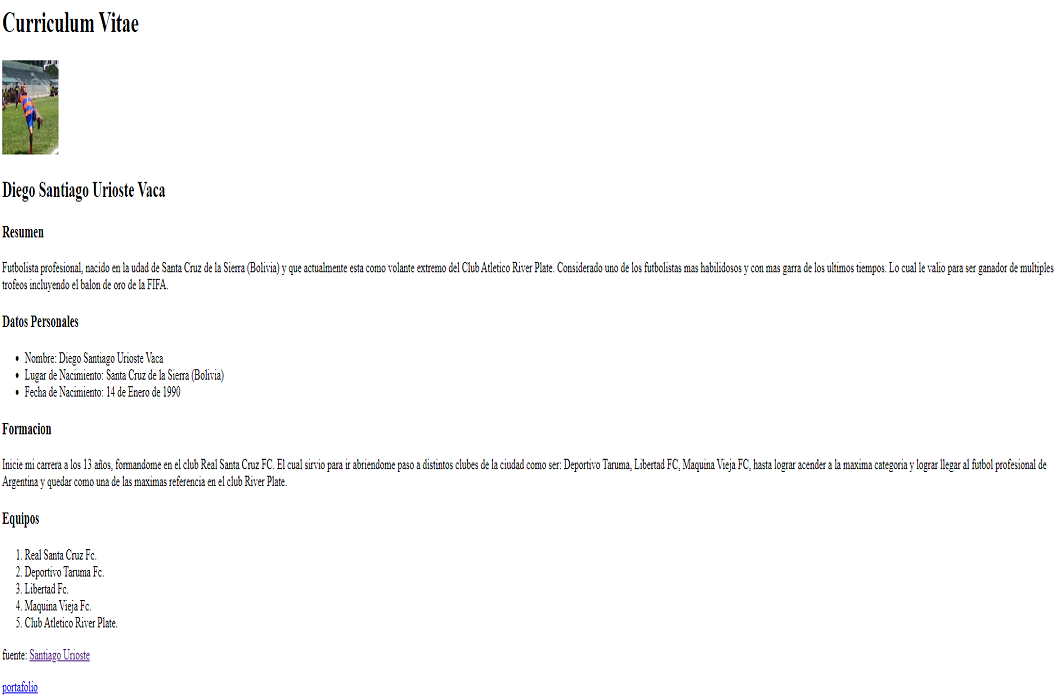 Curriculum Vitae
Diego Santiago Urioste Vaca
Resumen
Futbolista profesional, nacido en la udad de Santa Cruz de la Sierra (Bolivia) y que actualmente esta como volante extremo del Club Atletico River Plate. Considerado uno de los futbolistas mas habilidosos y con mas garra de los ultimos tiempos. Lo cual le valio para ser ganador de multiples
trofeos incluyendo el balon de oro de la FIFA.
Datos Personales
• Nombre: Diego Santiago Urioste Vaca
• Lugar de Nacimiento: Santa Cruz de la Sierra (Bolivia)
• Fecha de Nacimiento: 14 de Enero de 1990
Formacion
Inicie mi carrera a los 13 años, formandome en el club Real Santa Cruz FC. El cual sirvio para ir abriendome paso a distintos clubes de la ciudad como ser: Deportivo Taruma, Libertad FC, Maquina Vieja FC, hasta lograr acender a la maxima categoria y lograr llegar al futbol profesional de
Argentina y quedar como una de las maximas referencia en el club River Plate.
Equipos
1. Real Santa Cruz Fc.
2. Deportivo Taruma Fc.
3. Libertad Fc.
4. Maquina Vieja Fc.
5. Club Atletico River Plate.
fuente: Santiago Urioste
portafolio